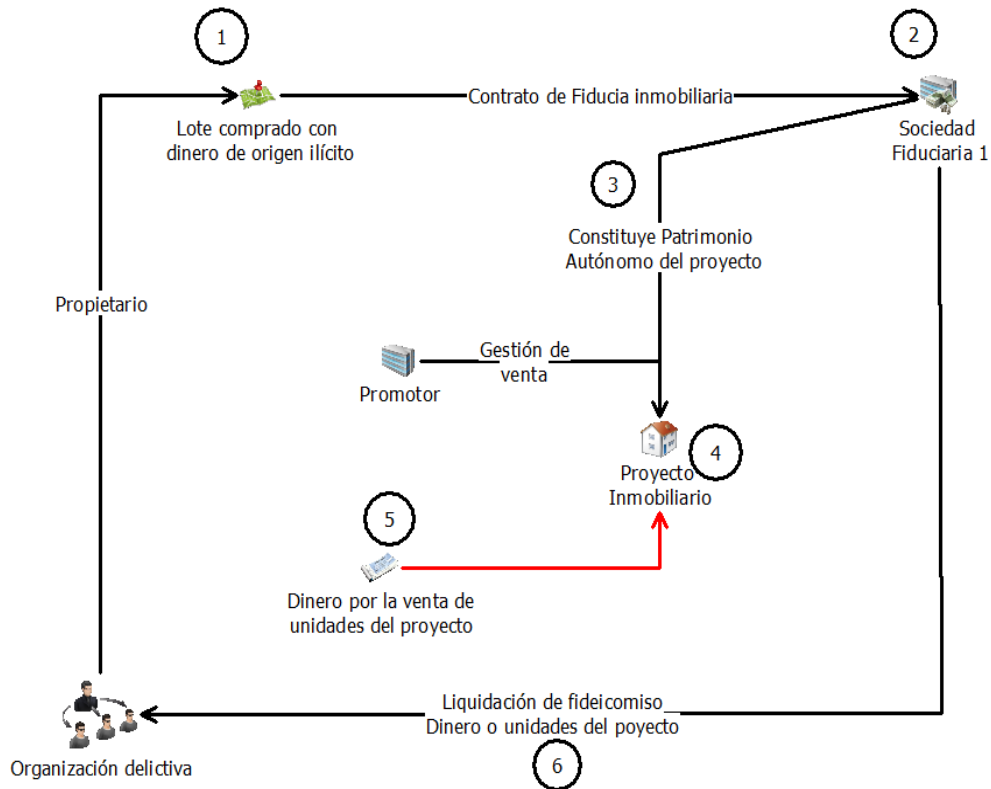 1
2
Contrato de Fiducia inmobiliaria
Lote comprado con
dinero de origen ilícito
Sociedad
Fiduciaria 1
3
Constituye Patrimonio
Autónomo del proyecto
Propietario
Gestión de
venta
Promotor
4
Proyecto
Inmobiliario
5
Dinero por la venta de
unidades del proyecto
Liquidación de fideicomiso
Dinero o unidades del poyecto
Organización delictiva
6